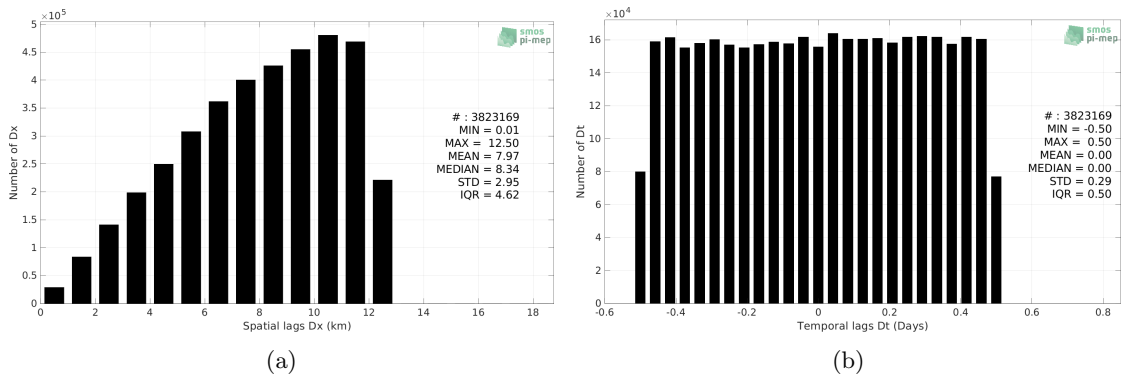 ×10⁵
5
4.5
4
3.5
3
2.5
2
1.5
1
0.5
0
Number of Dx
0 2 4 6 8 10 12 14 16 18
Spatial lags Dx (km)
smos
pi-mep
# : 3823169
MIN = 0.01
MAX = 12.50
MEAN = 7.97
MEDIAN = 8.34
STD = 2.95
IQR = 4.62
(a)
×10⁴
16
14
12
10
8
6
4
2
0
Number of Dt
-0.6 -0.4 -0.2 0 0.2 0.4 0.6 0.8
Temporal lags Dt (Days)
smos
pi-mep
# : 3823169
MIN = -0.50
MAX = 0.50
MEAN = 0.00
MEDIAN = 0.00
STD = 0.29
IQR = 0.50
(b)